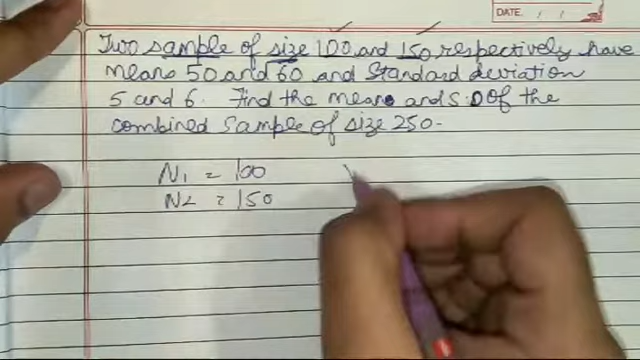 DATE / /
Two sample of size 100 and 150 respectively have
means 50 and 60 and Standard deviation
5 and 6. Find the mean and S.D of the
combined sample of size 250.
N1 = 100
N2 = 150